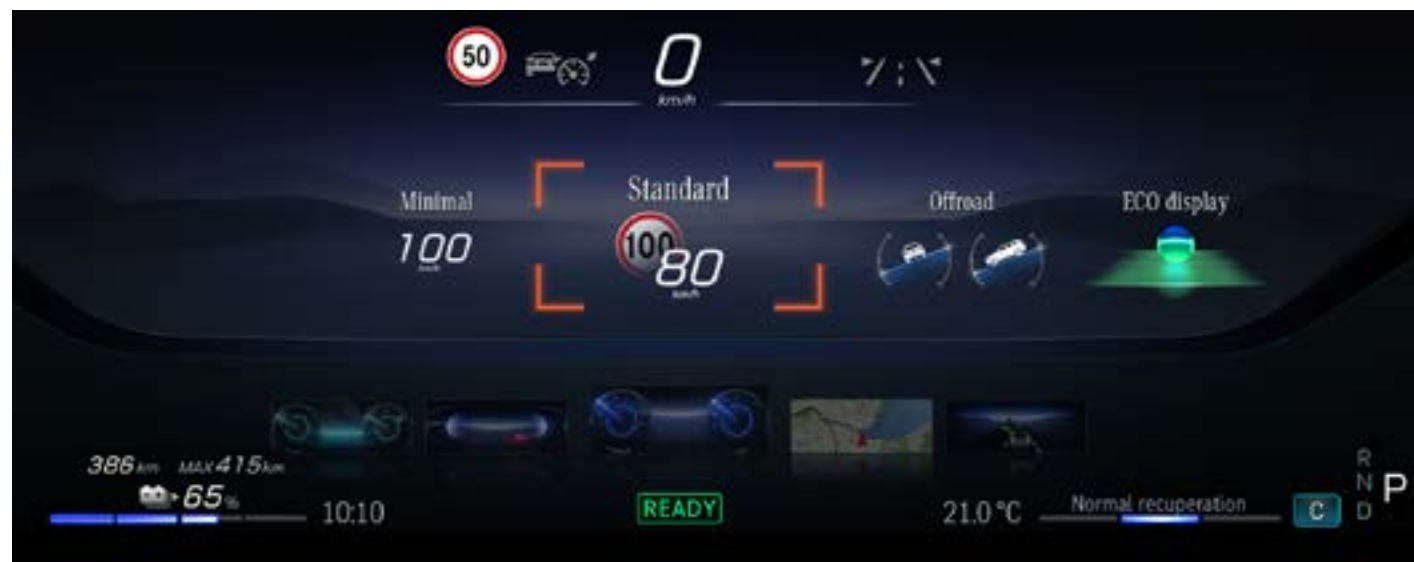 50
0
km/h
Minimal
100
km/h
Standard
100
80
km/h
Offroad
ECO display
386 km MAX 415 km
65 %
10:10
READY
21.0 °C
Normal recuperation
C
R
N
D
P